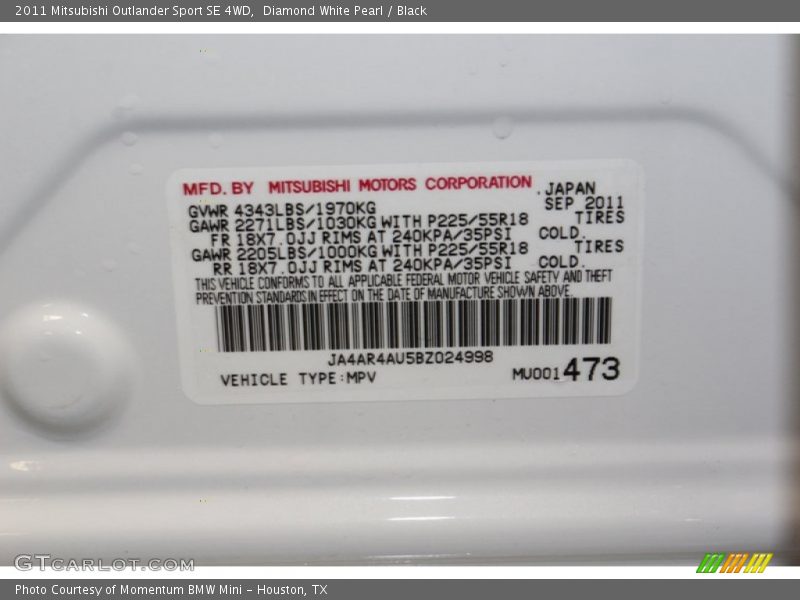 2011 Mitsubishi Outlander Sport SE 4WD,  Diamond White Pearl / Black
MFD. BY MITSUBISHI MOTORS CORPORATION , JAPAN
GVWR 4343LBS/1970KG SEP 2011
GAWR 2271LBS/1030KG WITH P225/55R18 TIRES
FR 18X7.0JJ RIMS AT 240KPA/35PSI COLD.
GAWR 2205LBS/1000KG WITH P225/55R18 TIRES
RR 18X7.0JJ RIMS AT 240KPA/35PSI COLD.
THIS VEHICLE CONFORMS TO ALL APPLICABLE FEDERAL MOTOR VEHICLE SAFETY AND THEFT
PREVENTION STANDARDS IN EFFECT ON THE DATE OF MANUFACTURE SHOWN ABOVE.
JA4AR4AU5BZ024998
VEHICLE TYPE:MPV MU001473
GTCARLOT.COM
Photo Courtesy of Momentum BMW Mini - Houston, TX